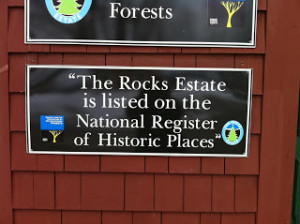 Forests
"The Rocks Estate
is listed on the
National Register
of Historic Places"